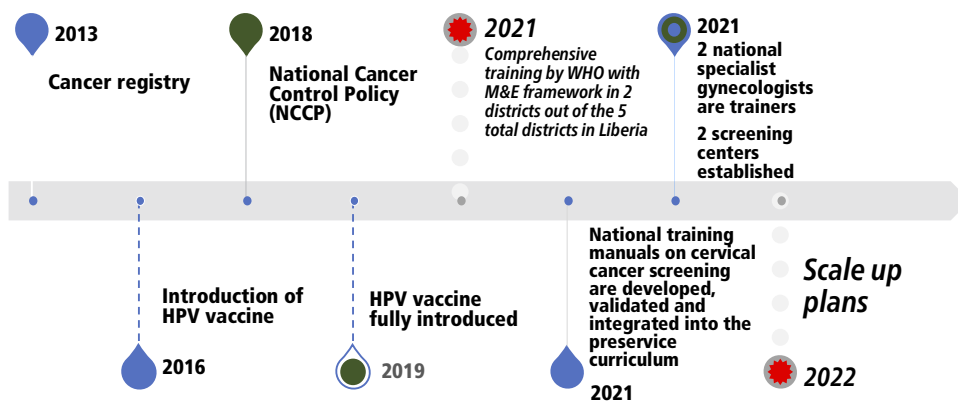 2013
Cancer registry
2018
National Cancer
Control Policy
(NCCP)
2021
Comprehensive
training by WHO with
M&E framework in 2
districts out of the 5
total districts in Liberia
2021
2 national
specialist
gynecologists
are trainers
2 screening
centers
established
Introduction of
HPV vaccine
2016
HPV vaccine
fully introduced
2019
National training
manuals on cervical
cancer screening
are developed,
validated and
integrated into the
preservice
curriculum
2021
Scale up
plans
2022